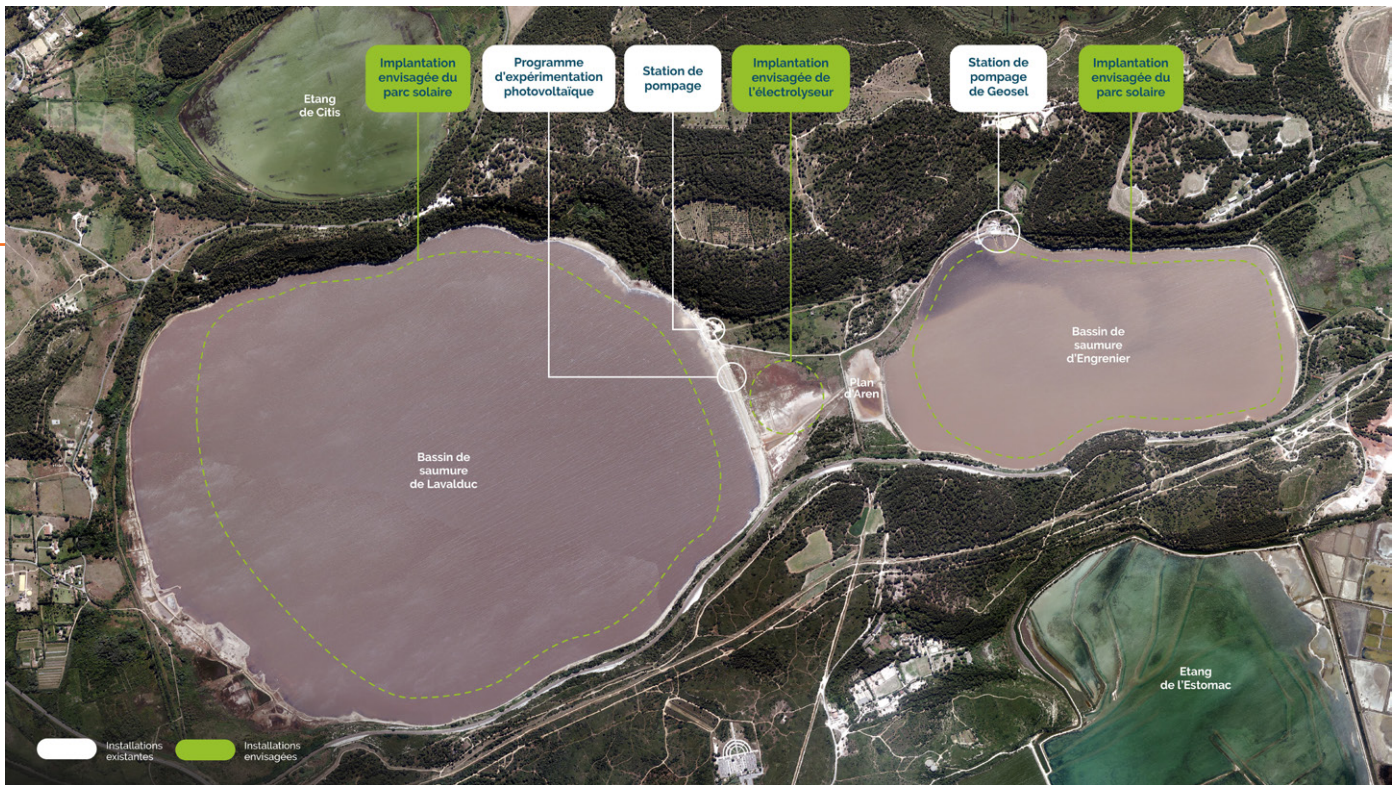 Implantation
envisagée du
parc solaire
Programme
d'expérimentation
photovoltaïque
Station de
pompage
Implantation
envisagée de
l'électrolyseur
Station de
pompage
de Geosel
Implantation
envisagée du
parc solaire
Etang
de Citis
Bassin de
saumure
d'Engrenier
Plan
d'Aren
Bassin de
saumure
de Lavalduc
Etang
de l'Estomac
Installations
existantes
Installations
envisagées